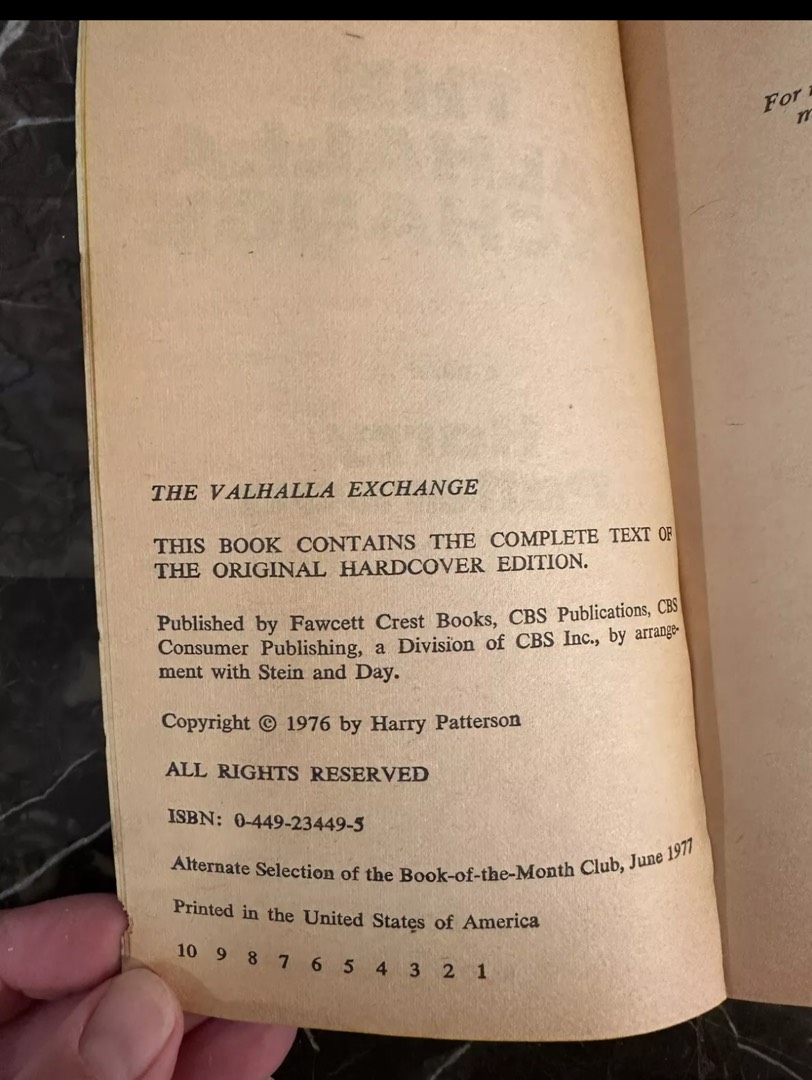 THE VALHALLA EXCHANGE
THIS BOOK CONTAINS THE COMPLETE TEXT OF
THE ORIGINAL HARDCOVER EDITION.
Published by Fawcett Crest Books, CBS Publications, CBS
Consumer Publishing, a Division of CBS Inc., by arrange-
ment with Stein and Day.
Copyright © 1976 by Harry Patterson
ALL RIGHTS RESERVED
ISBN: 0-449-23449-5
Alternate Selection of the Book-of-the-Month Club, June 1977
Printed in the United States of America
10 9 8 7 6 5 4 3 2 1
For